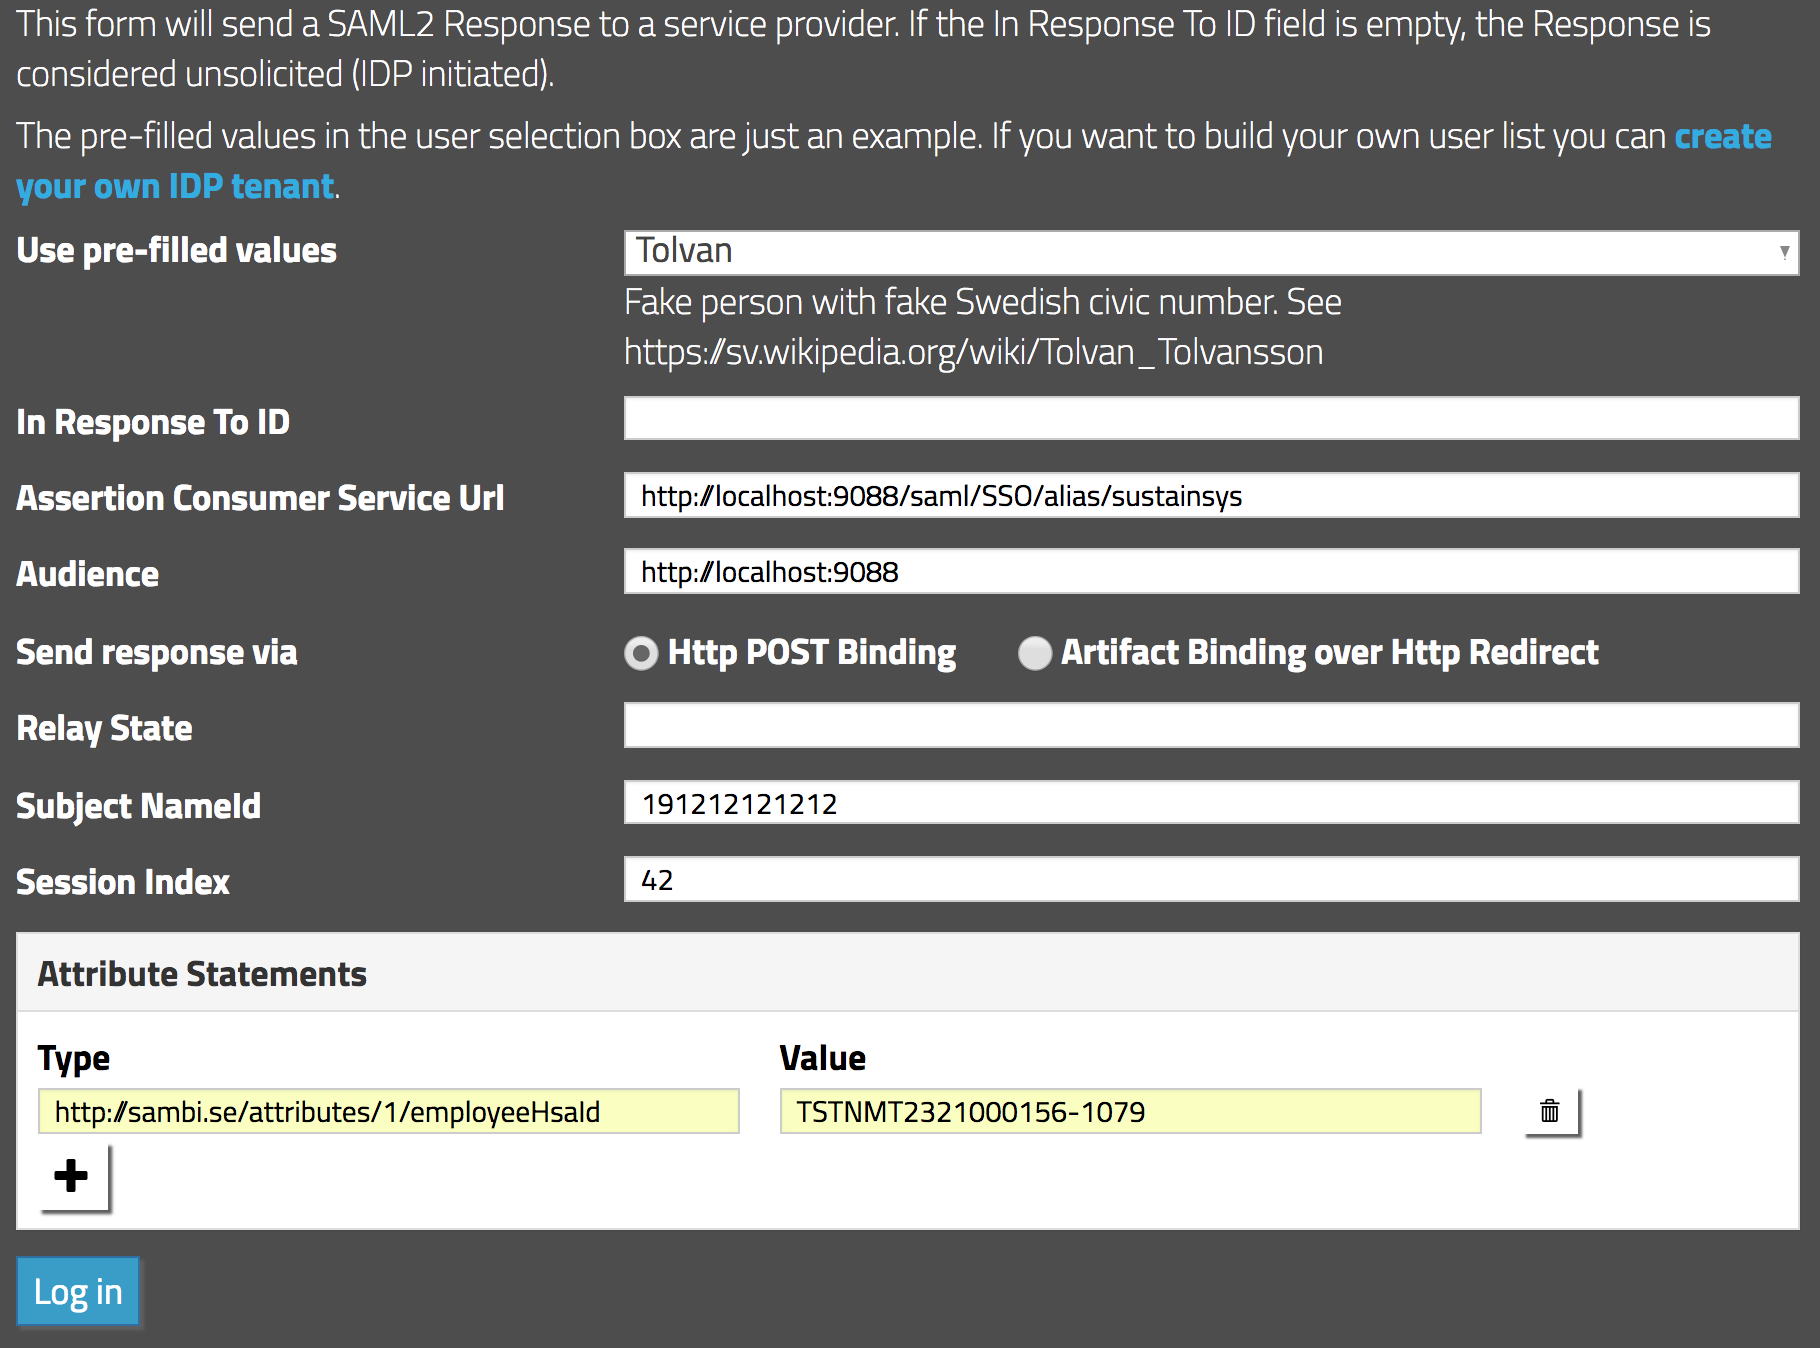 This form will send a SAML2 Response to a service provider. If the In Response To ID field is empty, the Response is
considered unsolicited (IDP initiated).
The pre-filled values in the user selection box are just an example. If you want to build your own user list you can create
your own IDP tenant.
Use pre-filled values
Tolvan
Fake person with fake Swedish civic number. See
https://sv.wikipedia.org/wiki/Tolvan_Tolvansson
In Response To ID
Assertion Consumer Service Url
http://localhost:9088/saml/SSO/alias/sustainsys
Audience
http://localhost:9088
Send response via
Http POST Binding
Artifact Binding over Http Redirect
Relay State
Subject NameId
191212121212
Session Index
42
Attribute Statements
Type
Value
http://sambi.se/attributes/1/employeeHsaId
TSTNMT2321000156-1079
Log in